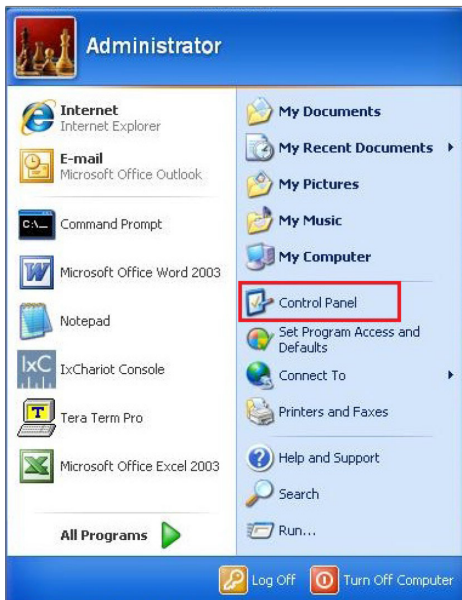 Administrator
Internet
Internet Explorer
E-mail
Microsoft Office Outlook
C:\_
Command Prompt
W
Microsoft Office Word 2003
Notepad
IxC
IxChariot Console
T
Tera Term Pro
Microsoft Office Excel 2003
All Programs
My Documents
My Recent Documents
My Pictures
My Music
My Computer
Control Panel
Set Program Access and
Defaults
Connect To
Printers and Faxes
Help and Support
Search
Run...
Log Off
Turn Off Computer